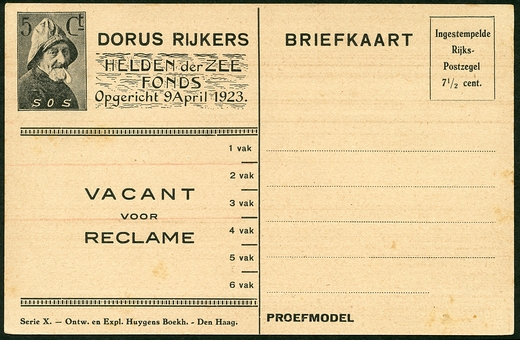 5 Ct
SOS
DORUS RIJKERS
HELDEN der ZEE
FONDS
Opgericht 9 April 1923.
1 vak
2 vak
3 vak
4 vak
5 vak
6 vak
VACANT
VOOR
RECLAME
Serie X. — Ontw. en Expl. Huygens Boekh. - Den Haag.
BRIEFKAART
Ingestempelde
Rijks-
Postzegel
7½ cent.
PROEFMODEL